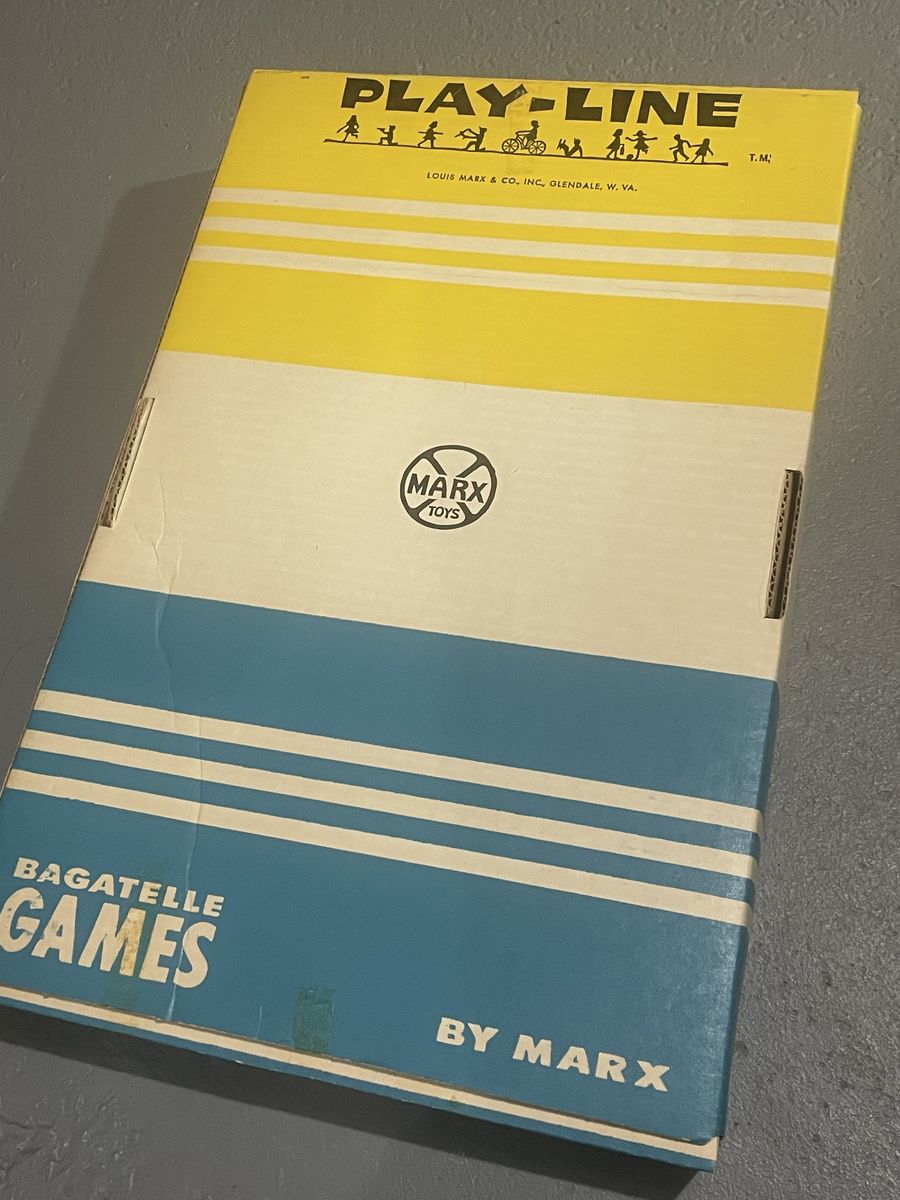 PLAY-LINE
T.M.
LOUIS MARX & CO., INC., GLENDALE, W. VA.
MARX
TOYS
BAGATELLE
GAMES
BY MARX